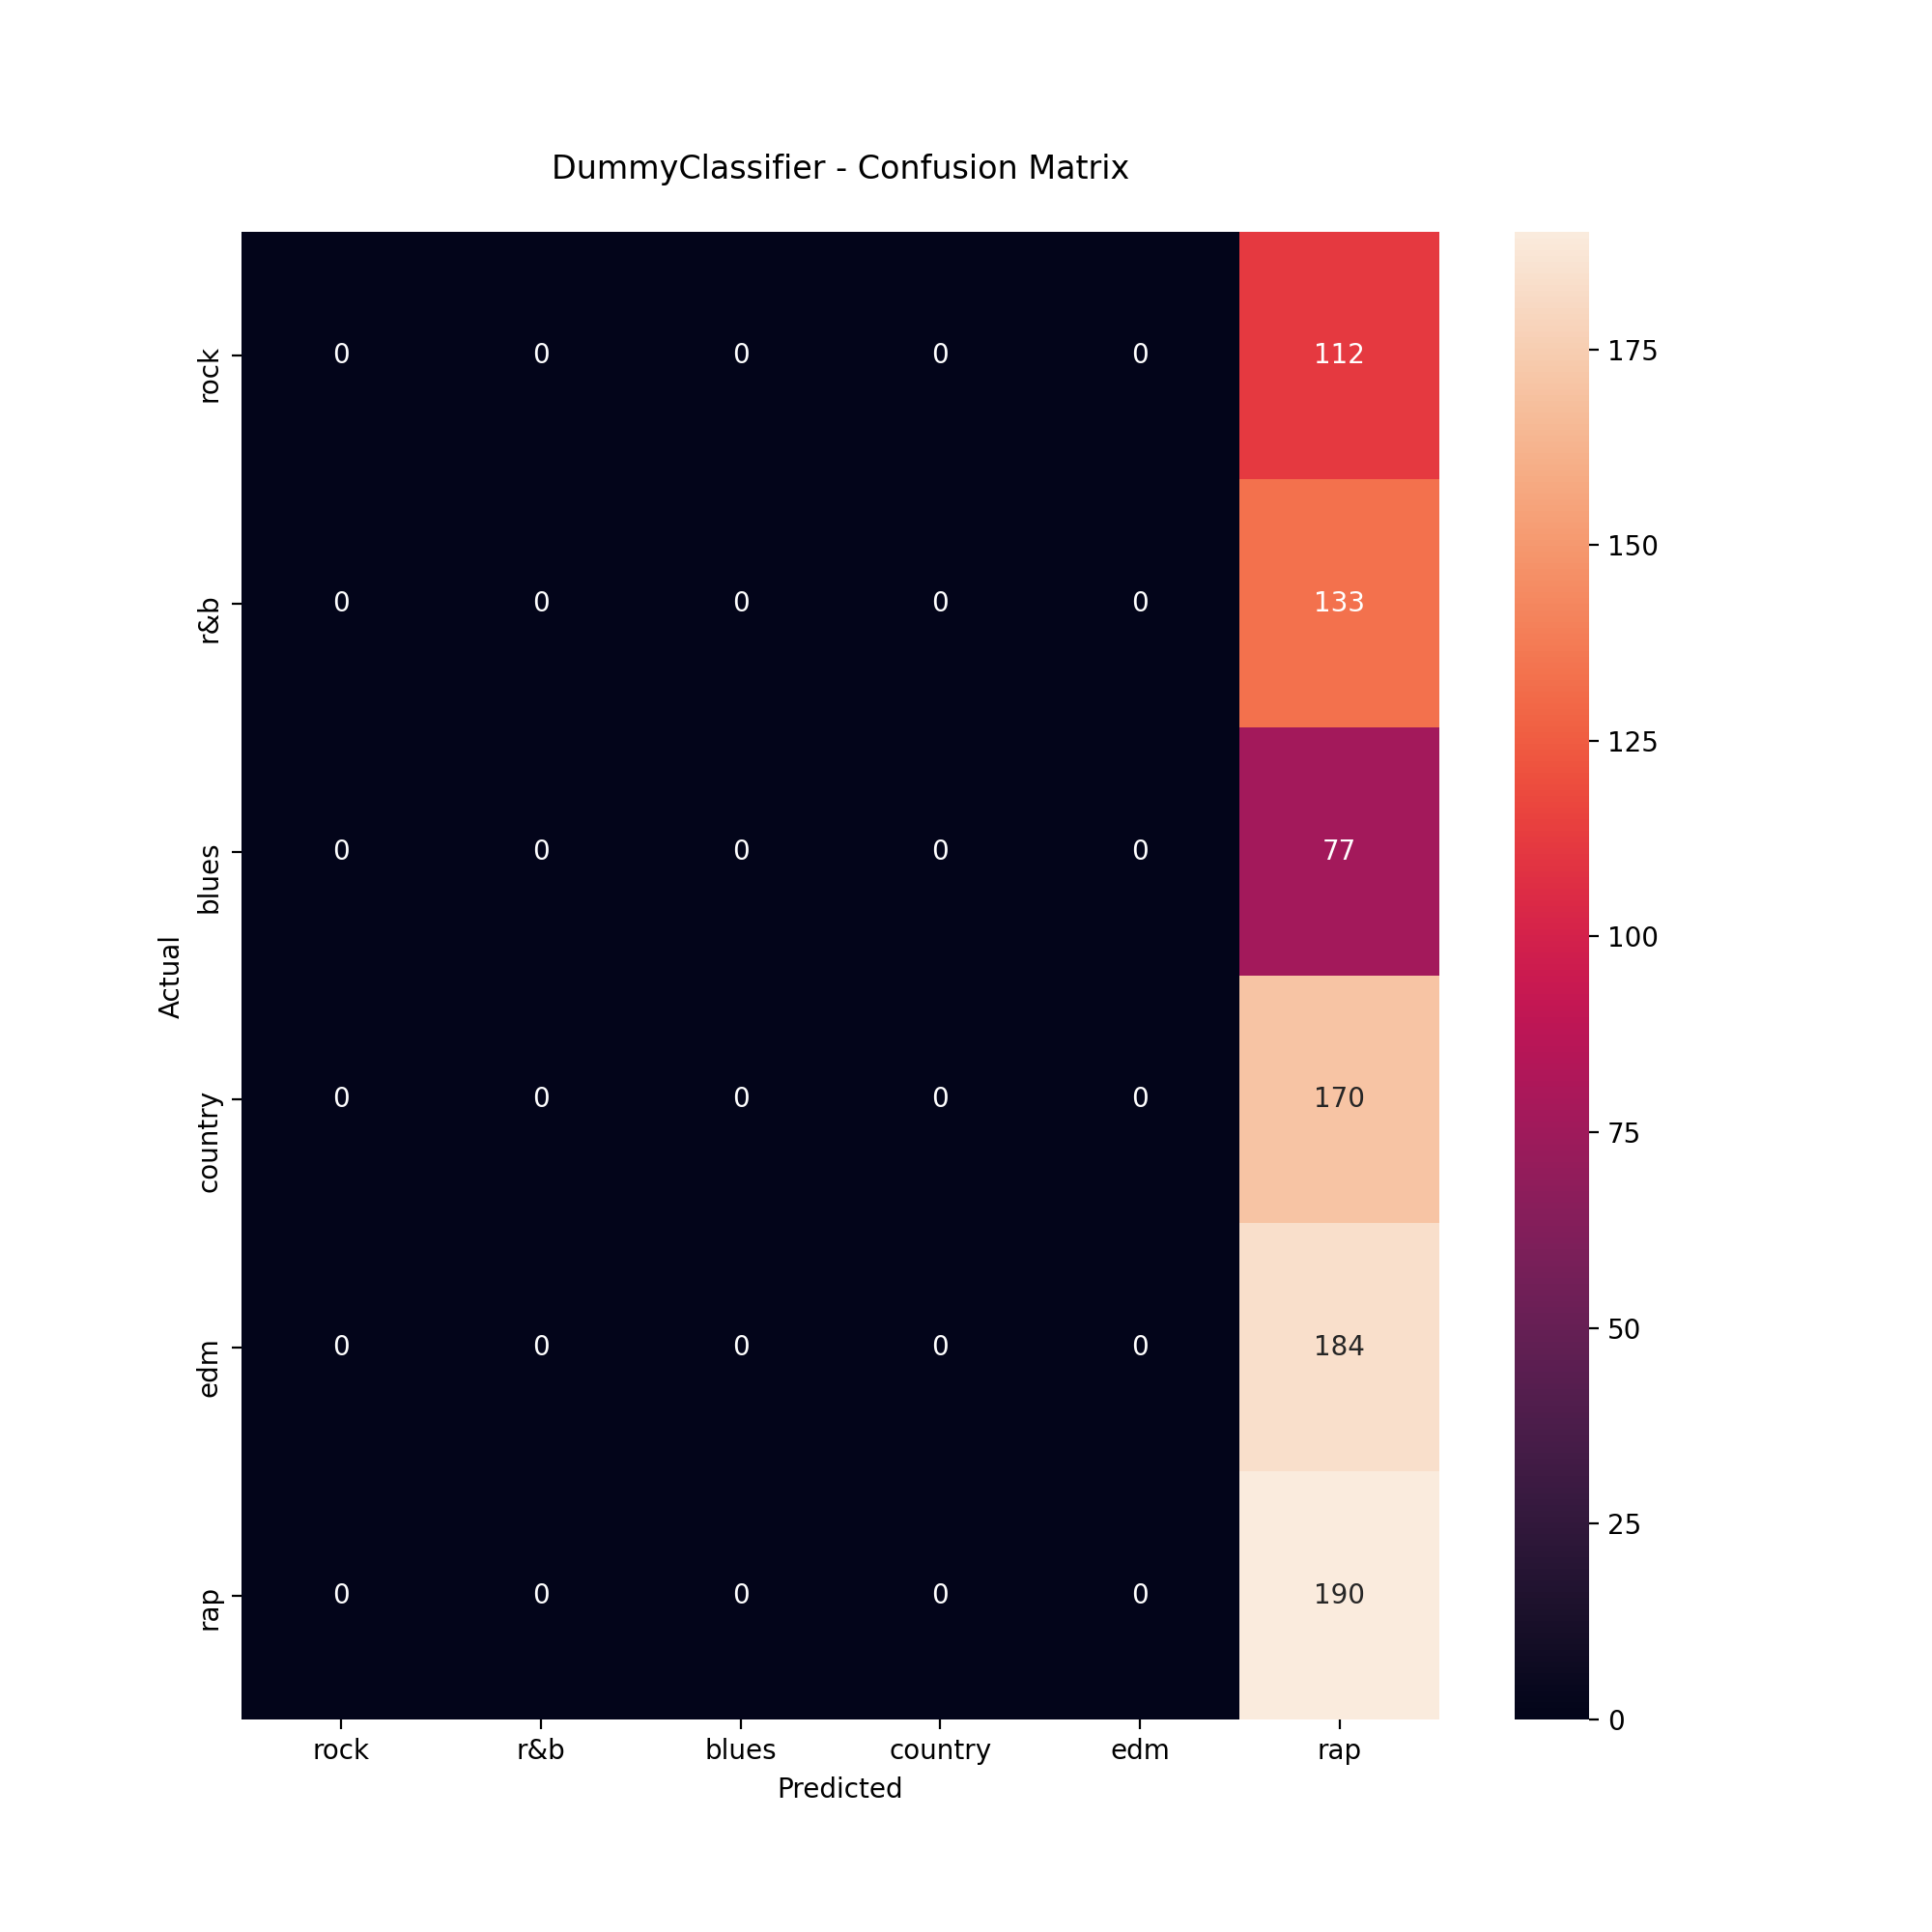 DummyClassifier - Confusion Matrix
rock 0 0 0 0 0 112
r&b 0 0 0 0 0 133
blues 0 0 0 0 0 77
country 0 0 0 0 0 170
edm 0 0 0 0 0 184
rap 0 0 0 0 0 190
Actual
rock r&b blues country edm rap
Predicted
175
150
125
100
75
50
25
0